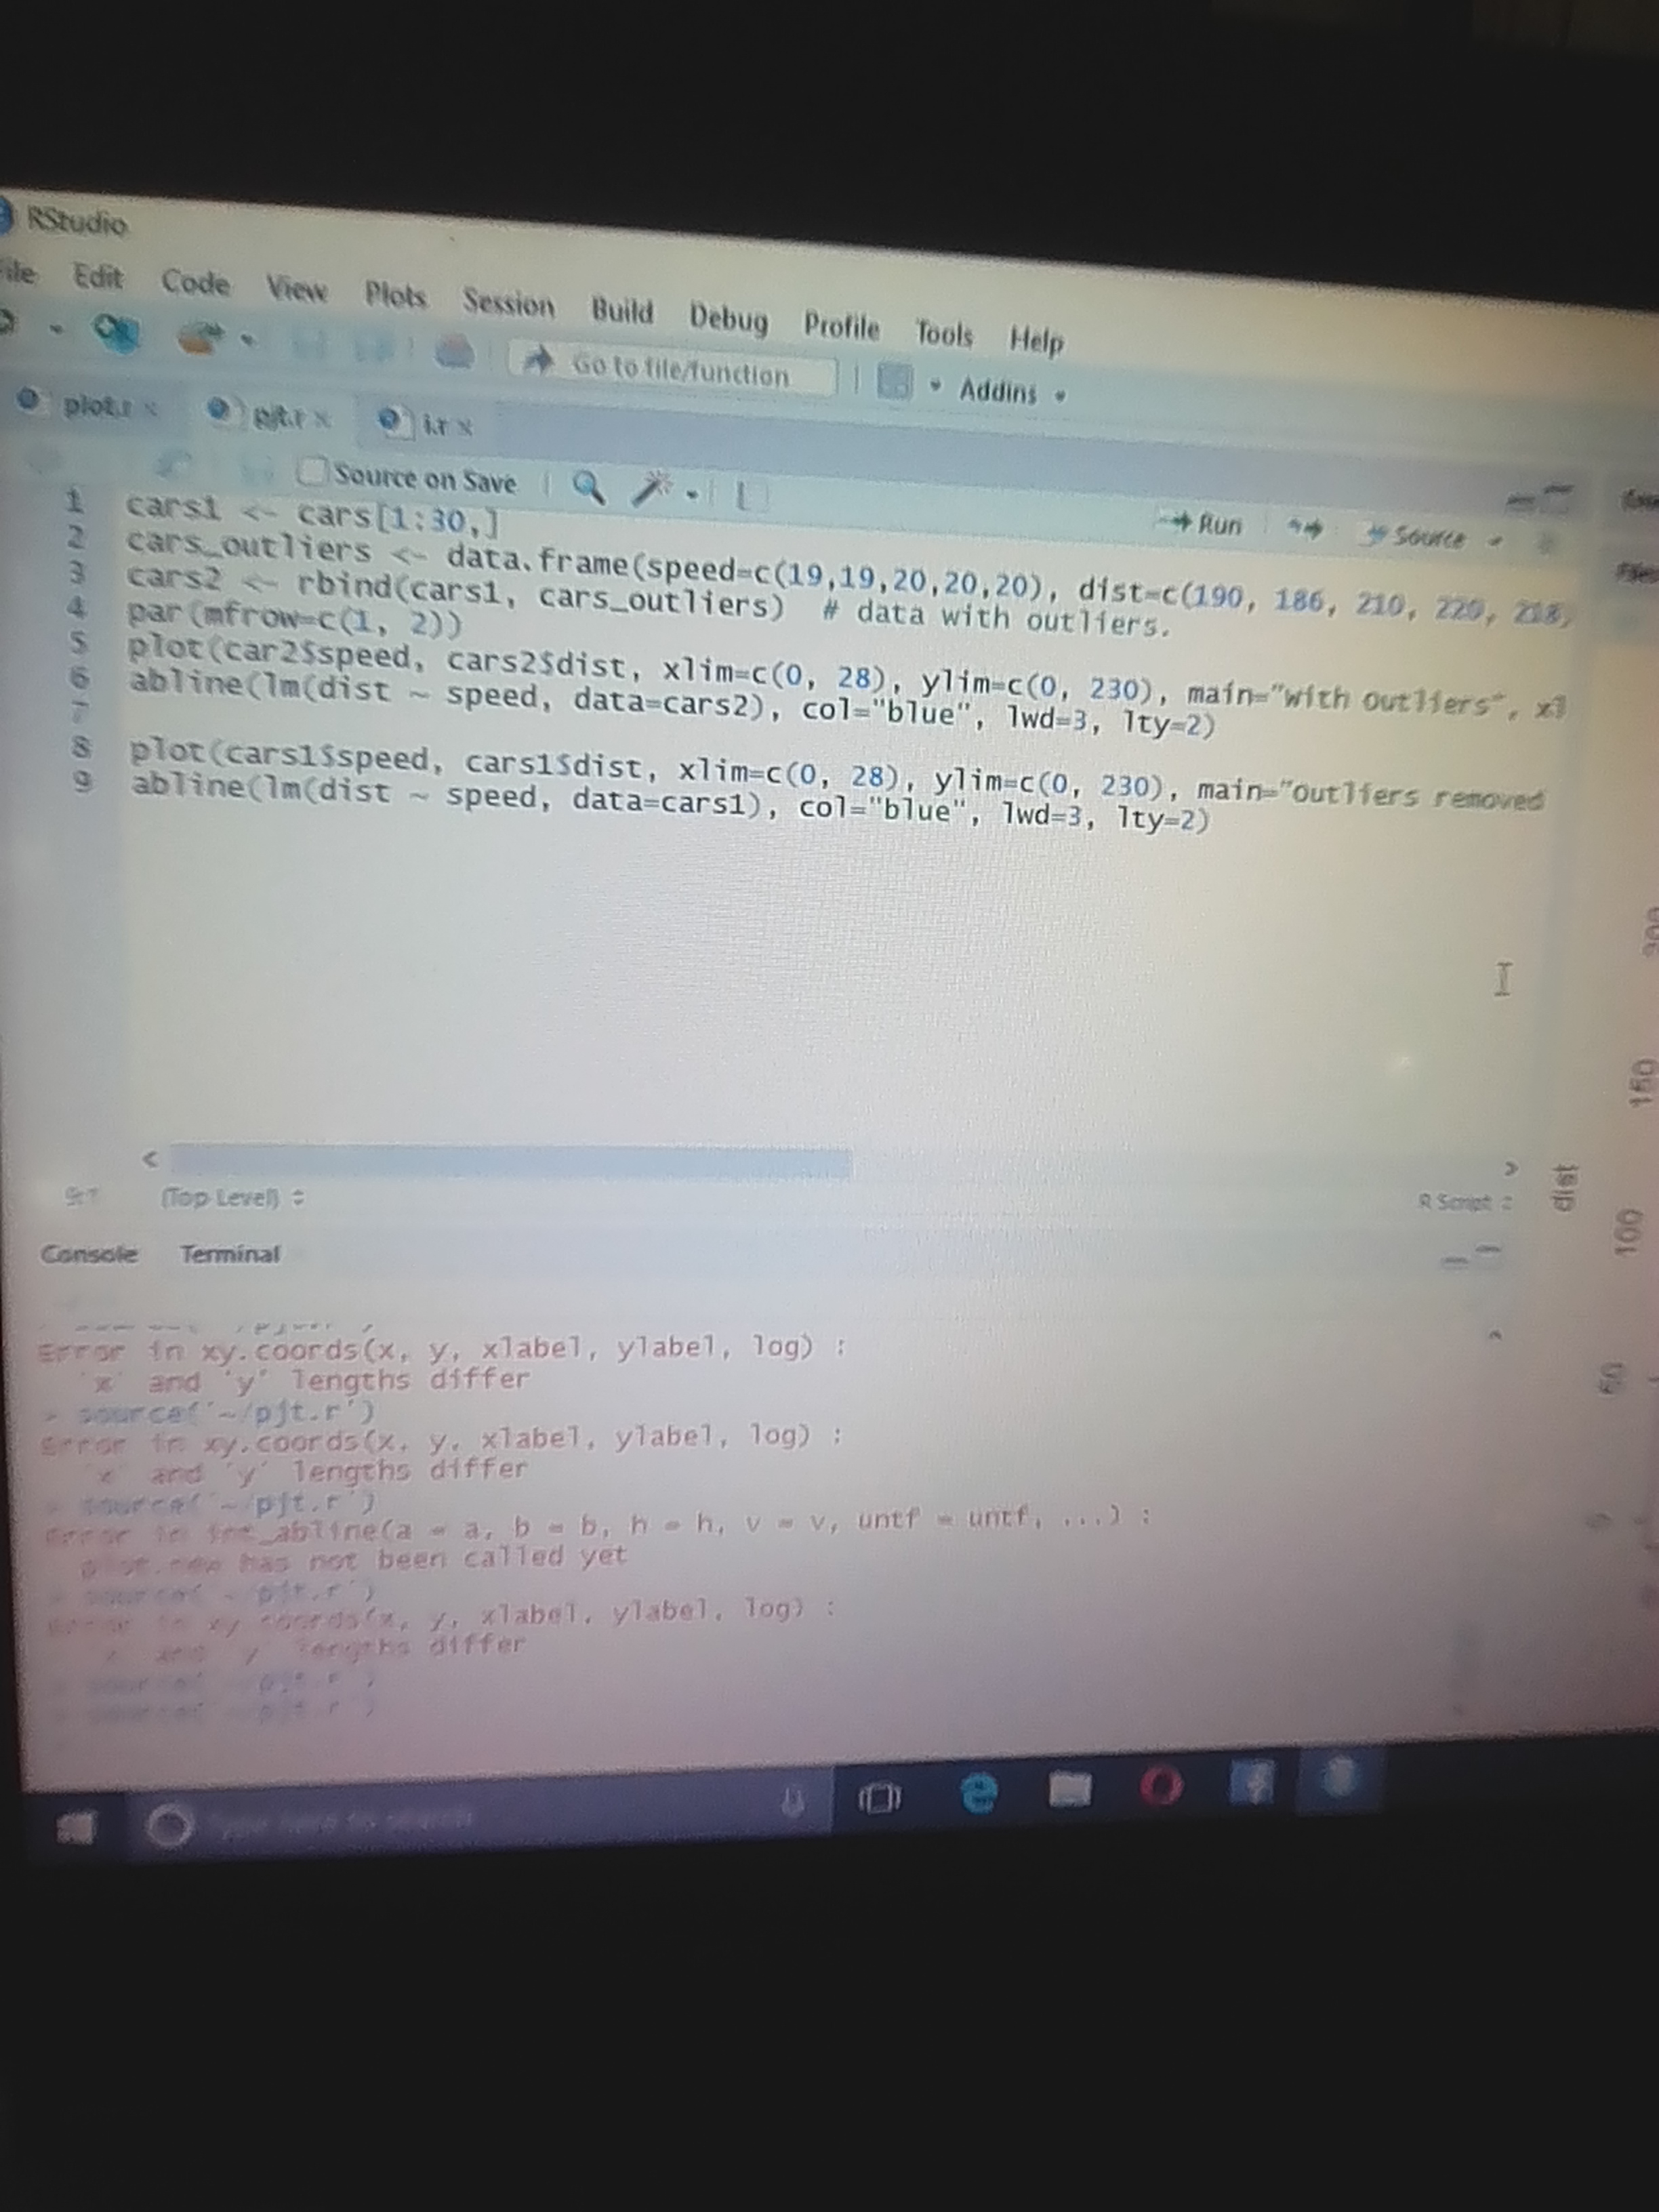 RStudio
File Edit Code View Plots Session Build Debug Profile Tools Help
Go to file/function Addins
plot.r pjt.r i.r
Source on Save Run Source
1 cars1 <- cars[1:30,]
2 cars_outliers <- data.frame(speed=c(19,19,20,20,20), dist=c(190, 186, 210, 220, 218,
3 cars2 <- rbind(cars1, cars_outliers) # data with outliers.
4 par(mfrow=c(1, 2))
5 plot(car2$speed, cars2$dist, xlim=c(0, 28), ylim=c(0, 230), main="with outliers", xl
6 abline(lm(dist ~ speed, data=cars2), col="blue", lwd=3, lty=2)
7
8 plot(cars1$speed, cars1$dist, xlim=c(0, 28), ylim=c(0, 230), main="outliers removed
9 abline(lm(dist ~ speed, data=cars1), col="blue", lwd=3, lty=2)
(Top Level) R Script
Console Terminal
Error in xy.coords(x, y, xlabel, ylabel, log) :
'x' and 'y' lengths differ
> source('~/pjt.r')
Error in xy.coords(x, y, xlabel, ylabel, log) :
'x' and 'y' lengths differ
> source('~/pjt.r')
Error in int_abline(a = a, b = b, h = h, v = v, untf = untf, ...) :
plot.new has not been called yet
> source('~/pjt.r')
Error in xy.coords(x, y, xlabel, ylabel, log) :
'x' and 'y' lengths differ
> source('~/pjt.r')
> source('~/pjt.r')
Type here to search
200
150
dist
100
50
0